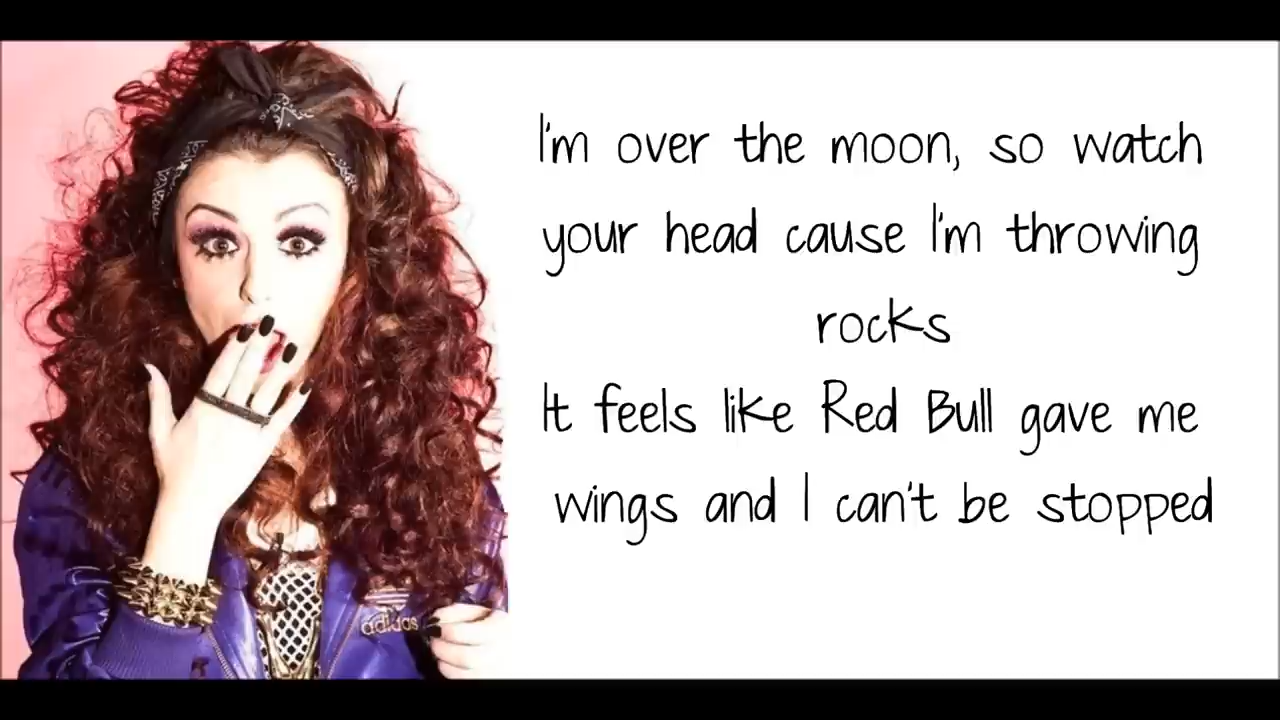 I'm over the moon, so watch
your head cause I'm throwing
rocks
It feels like Red Bull gave me
wings and I can't be stopped
adidas